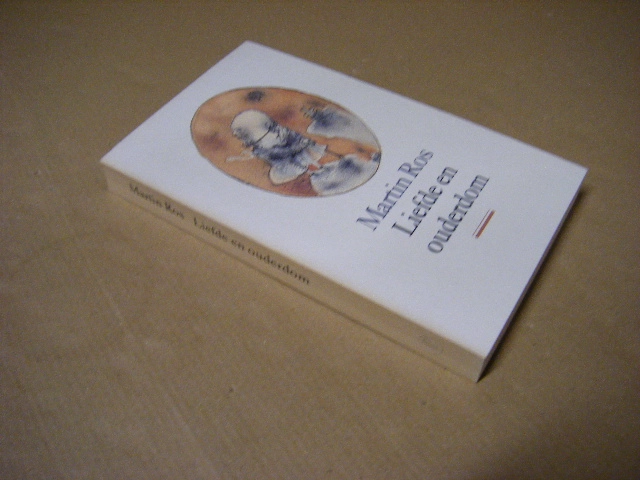 Martin Ros
Liefde en
ouderdom
Martin Ros Liefde en ouderdom